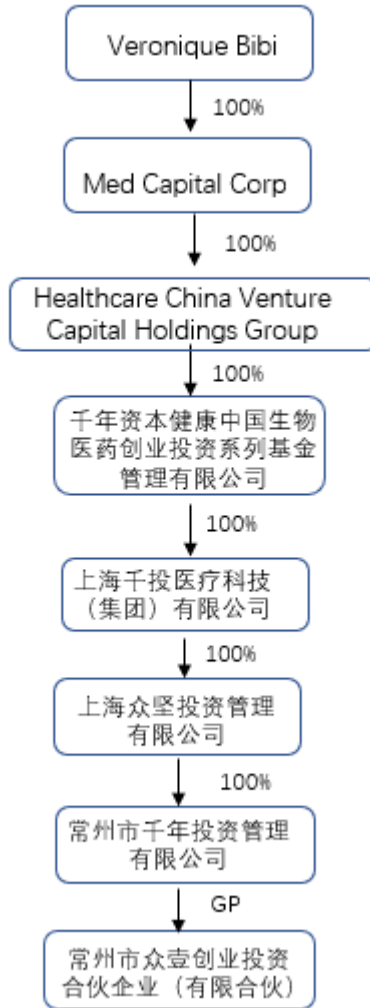 Veronique Bibi
100%
Med Capital Corp
100%
Healthcare China Venture
Capital Holdings Group
100%
千年资本健康中国生物
医药创业投资系列基金
管理有限公司
100%
上海千投医疗科技
（集团）有限公司
100%
上海众坚投资管理
有限公司
100%
常州市千年投资管理
有限公司
GP
常州市众壹创业投资
合伙企业（有限合伙）